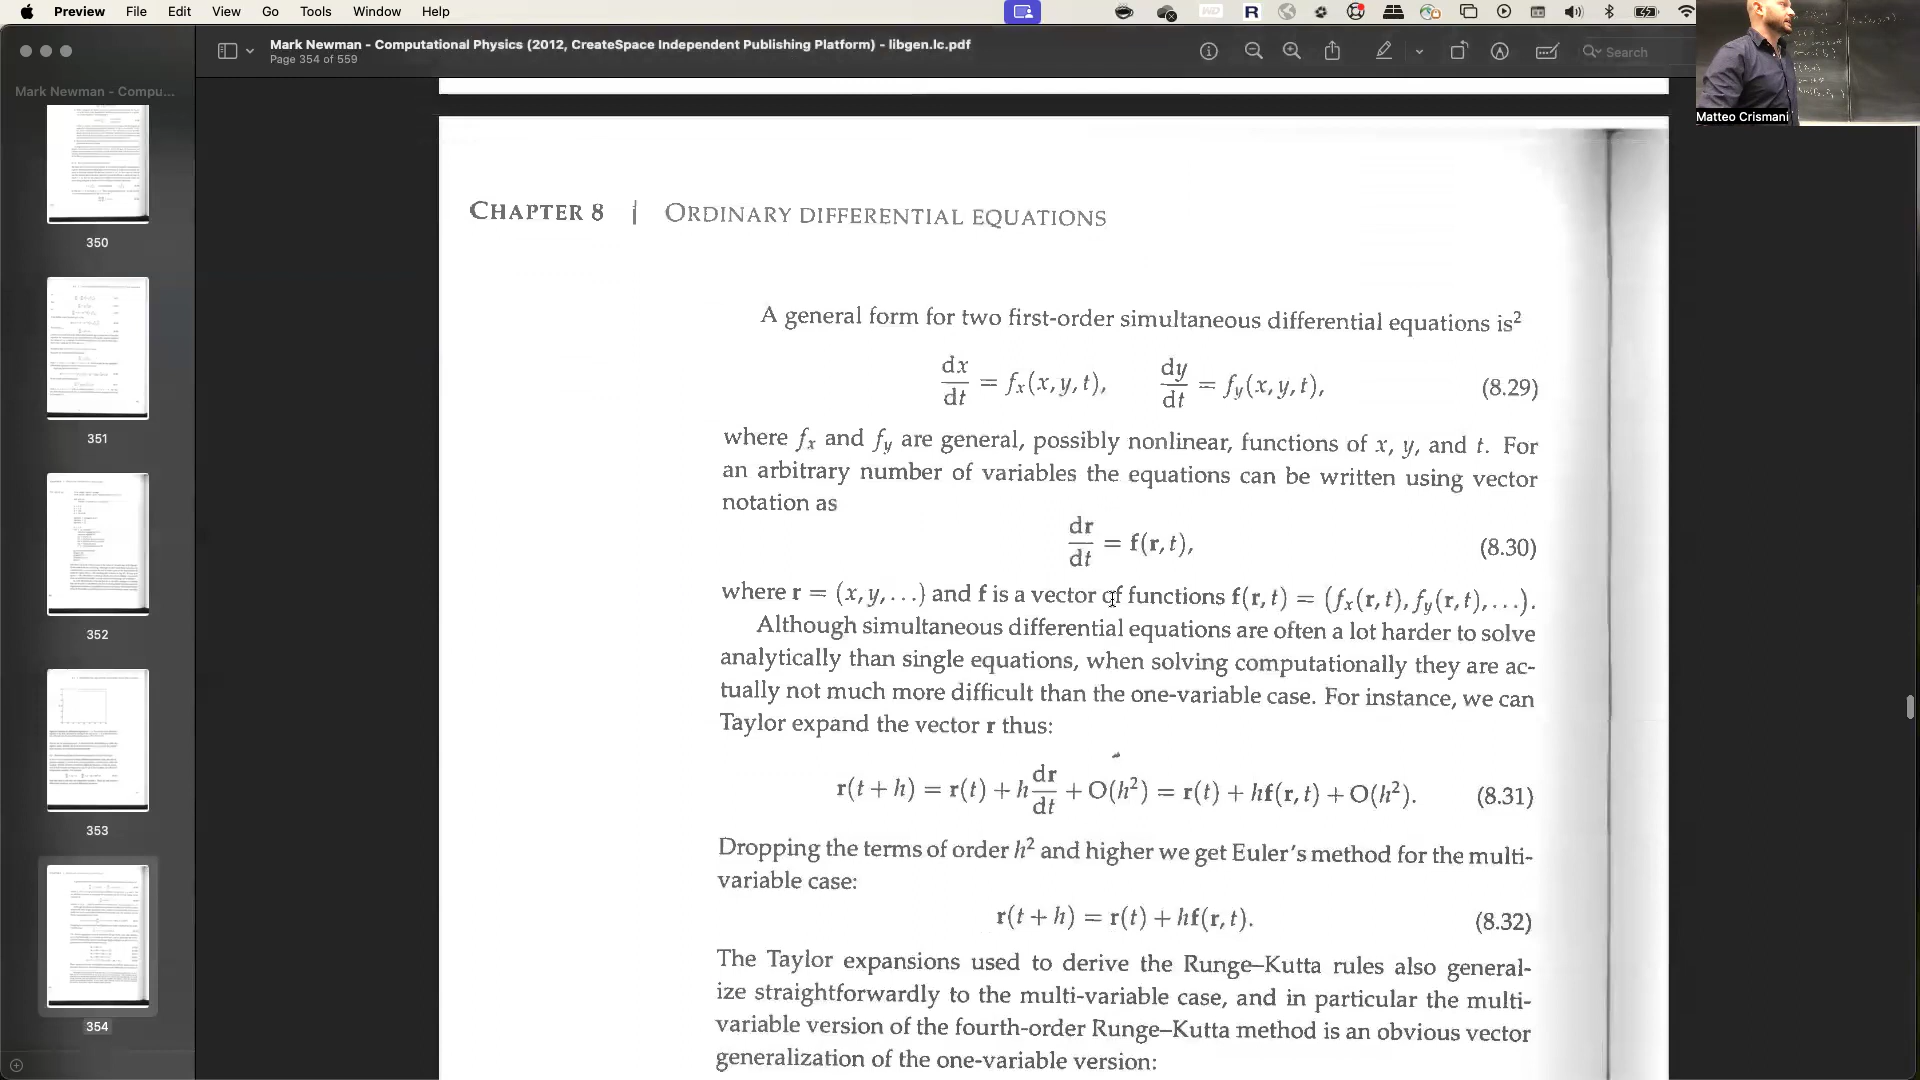 Preview File Edit View Go Tools Window Help
Mark Newman - Computational Physics (2012, CreateSpace Independent Publishing Platform) - libgen.lc.pdf
Page 354 of 559
Search
Matteo Crismani
Mark Newman - Compu...
350
351
352
353
354
CHAPTER 8 | ORDINARY DIFFERENTIAL EQUATIONS
A general form for two first-order simultaneous differential equations is²
dx/dt = fₓ(x, y, t), dy/dt = f_y(x, y, t), (8.29)
where fₓ and f_y are general, possibly nonlinear, functions of x, y, and t. For
an arbitrary number of variables the equations can be written using vector
notation as
dr/dt = f(r, t), (8.30)
where r = (x, y, . . .) and f is a vector of functions f(r, t) = (fₓ(r, t), f_y(r, t), . . .).
Although simultaneous differential equations are often a lot harder to solve
analytically than single equations, when solving computationally they are ac-
tually not much more difficult than the one-variable case. For instance, we can
Taylor expand the vector r thus:
r(t + h) = r(t) + h dr/dt + O(h²) = r(t) + hf(r, t) + O(h²). (8.31)
Dropping the terms of order h² and higher we get Euler's method for the multi-
variable case:
r(t + h) = r(t) + hf(r, t). (8.32)
The Taylor expansions used to derive the Runge–Kutta rules also general-
ize straightforwardly to the multi-variable case, and in particular the multi-
variable version of the fourth-order Runge–Kutta method is an obvious vector
generalization of the one-variable version: